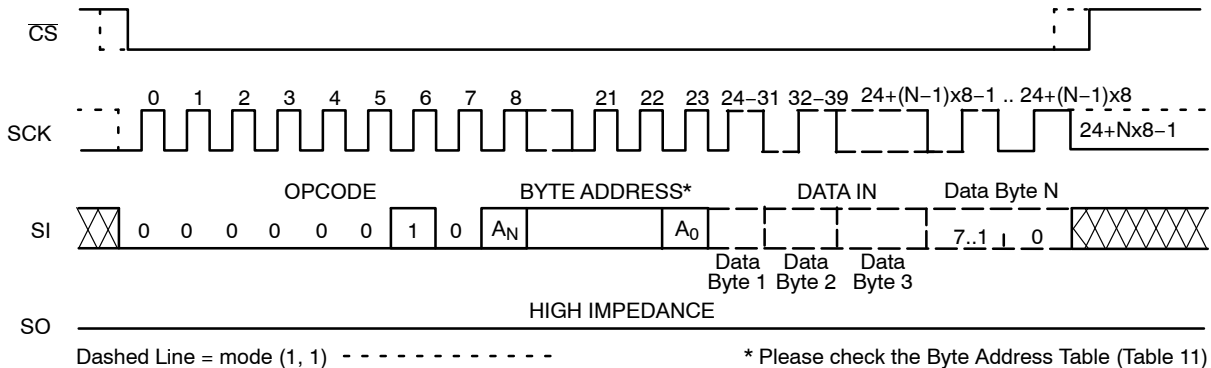 CS
0 1 2 3 4 5 6 7 8 21 22 23 24−31 32−39 24+(N−1)x8−1 .. 24+(N−1)x8
SCK
24+Nx8−1
OPCODE BYTE ADDRESS* DATA IN Data Byte N
SI 0 0 0 0 0 0 1 0 AN A0 7..1 0
Data Byte 1 Data Byte 2 Data Byte 3
HIGH IMPEDANCE
SO
Dashed Line = mode (1, 1) * Please check the Byte Address Table (Table 11)